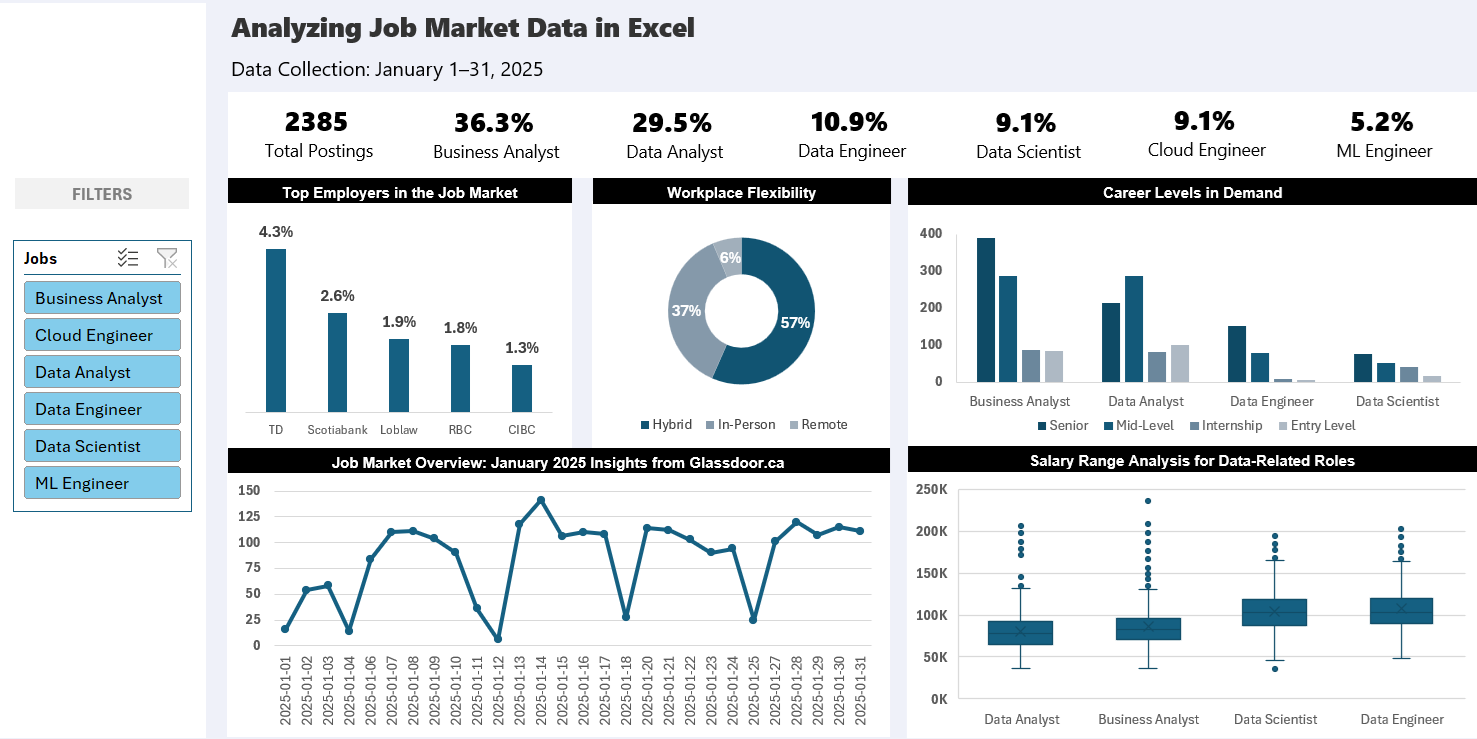 Analyzing Job Market Data in Excel
Data Collection: January 1–31, 2025
2385
Total Postings
36.3%
Business Analyst
29.5%
Data Analyst
10.9%
Data Engineer
9.1%
Data Scientist
9.1%
Cloud Engineer
5.2%
ML Engineer
FILTERS
Jobs
Business Analyst
Cloud Engineer
Data Analyst
Data Engineer
Data Scientist
ML Engineer
Top Employers in the Job Market
4.3%
2.6%
1.9%
1.8%
1.3%
TD
Scotiabank
Loblaw
RBC
CIBC
Workplace Flexibility
6%
37%
57%
Hybrid
In-Person
Remote
Career Levels in Demand
400
300
200
100
0
Business Analyst
Data Analyst
Data Engineer
Data Scientist
Senior
Mid-Level
Internship
Entry Level
Job Market Overview: January 2025 Insights from Glassdoor.ca
150
125
100
75
50
25
0
2025-01-01
2025-01-02
2025-01-03
2025-01-04
2025-01-06
2025-01-07
2025-01-08
2025-01-09
2025-01-10
2025-01-11
2025-01-12
2025-01-13
2025-01-14
2025-01-15
2025-01-16
2025-01-17
2025-01-18
2025-01-20
2025-01-21
2025-01-22
2025-01-23
2025-01-24
2025-01-25
2025-01-27
2025-01-28
2025-01-29
2025-01-30
2025-01-31
Salary Range Analysis for Data-Related Roles
250K
200K
150K
100K
50K
0K
Data Analyst
Business Analyst
Data Scientist
Data Engineer